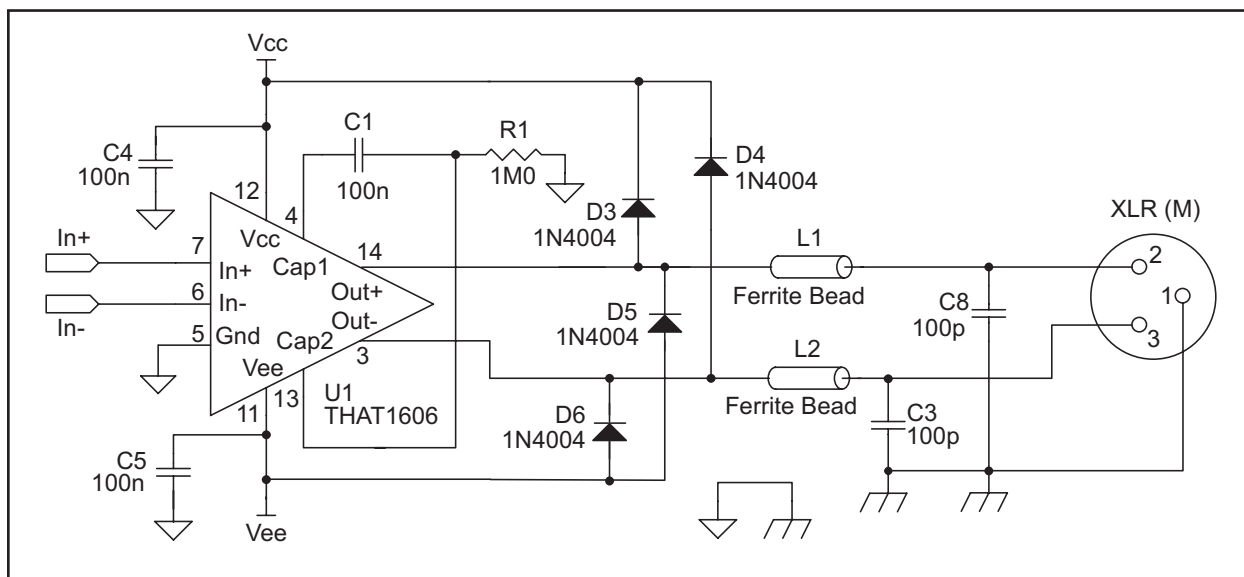 Vcc
C4
100n
12
4
C1
100n
R1
1M0
D4
1N4004
D3
1N4004
XLR (M)
In+
7
In+
Vcc
Cap1
14
L1
Ferrite Bead
2
1
3
In-
6
In-
Out+
Out-
D5
1N4004
C8
100p
5
Gnd
Cap2
3
Vee
13
11
U1
THAT1606
L2
Ferrite Bead
D6
1N4004
C3
100p
C5
100n
Vee